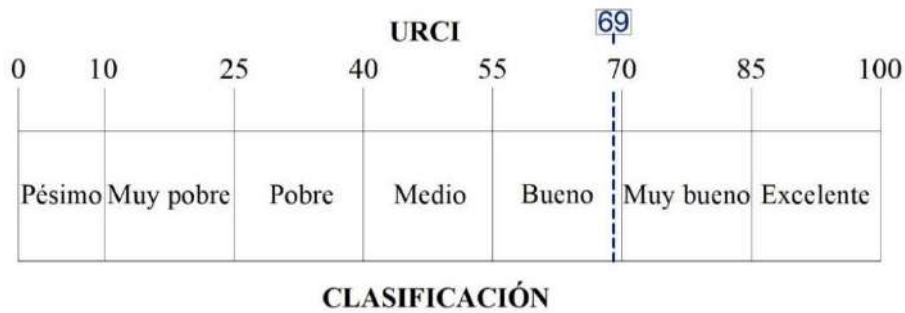 URCI
69
0 10 25 40 55 70 85 100
Pésimo Muy pobre Pobre Medio Bueno Muy bueno Excelente
CLASIFICACIÓN